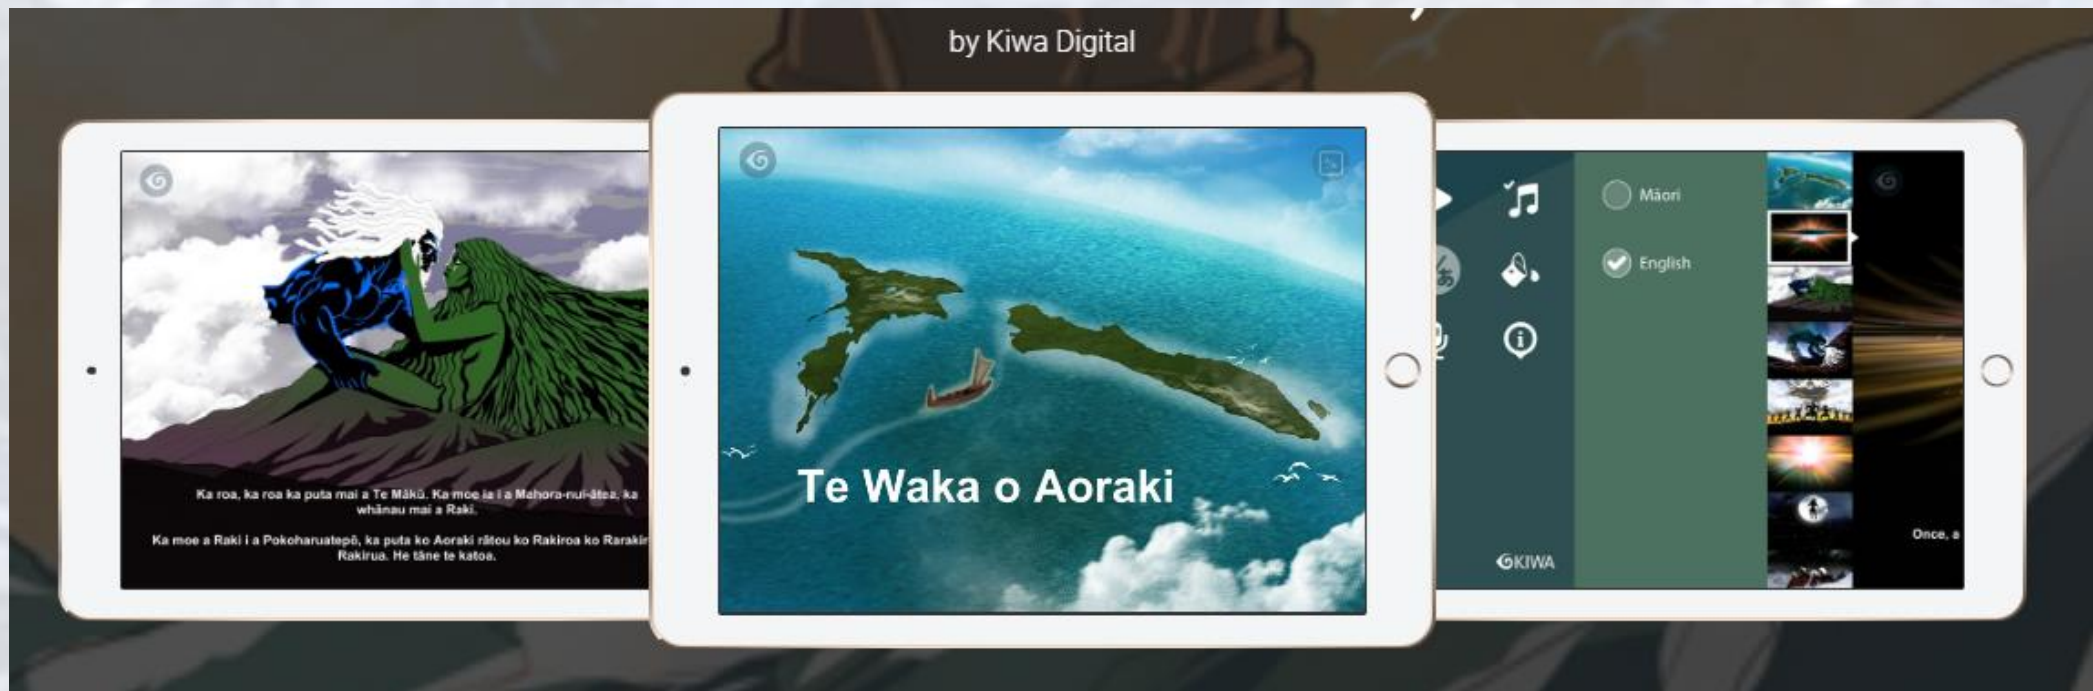 by Kiwa Digital
Ka roa, ka roa ka puta mai a Te Mākū. Ka moe ia i a Mahora-nui-ātea, ka
whānau mai a Raki.
Ka moe a Raki i a Pokoharuatepō, ka puta ko Aoraki rātou ko Rakiroa ko
Rakirua. He tāne te katoa.
Te Waka o Aoraki
Māori
English
KIWA
Once, a